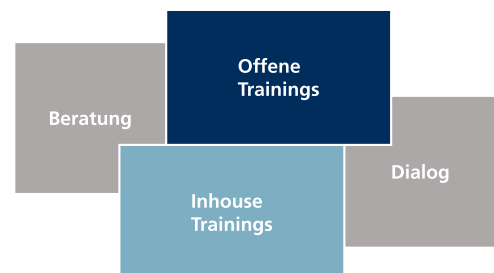 Offene
Trainings
Beratung
Dialog
Inhouse
Trainings